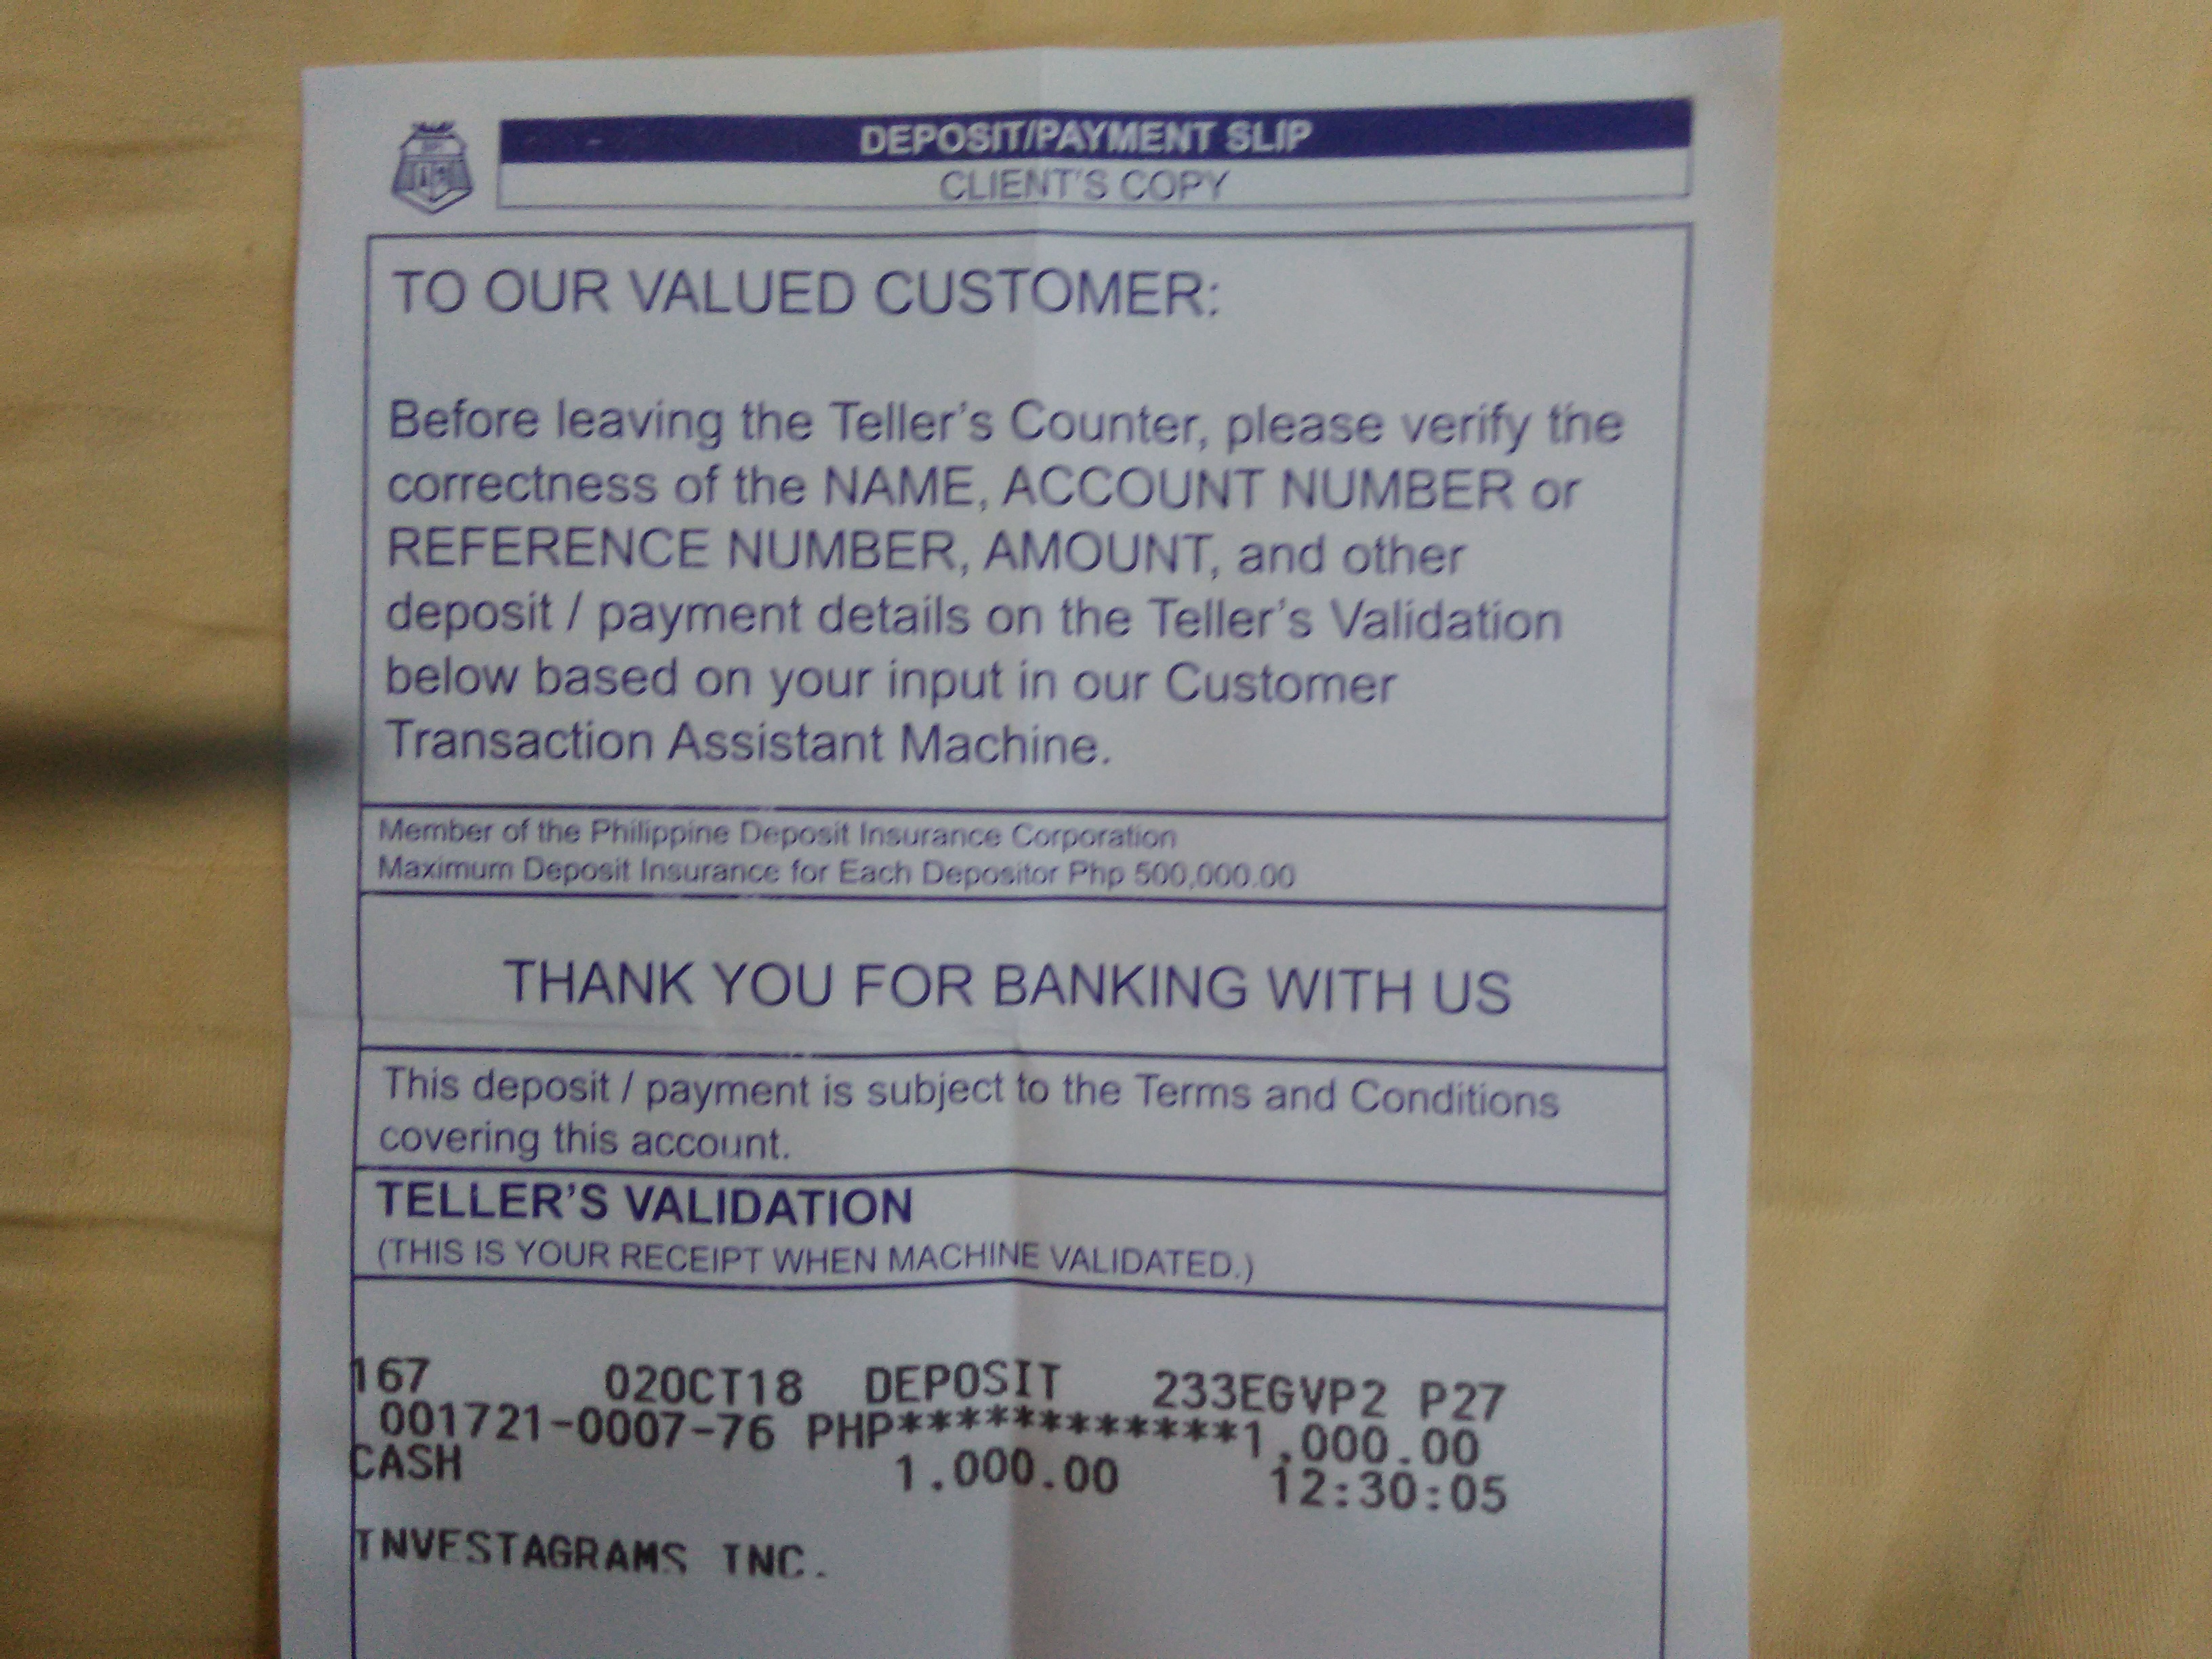 DEPOSIT/PAYMENT SLIP
CLIENT'S COPY
TO OUR VALUED CUSTOMER:
Before leaving the Teller's Counter, please verify the
correctness of the NAME, ACCOUNT NUMBER or
REFERENCE NUMBER, AMOUNT, and other
deposit / payment details on the Teller's Validation
below based on your input in our Customer
Transaction Assistant Machine.
Member of the Philippine Deposit Insurance Corporation
Maximum Deposit Insurance for Each Depositor Php 500,000.00
THANK YOU FOR BANKING WITH US
This deposit / payment is subject to the Terms and Conditions
covering this account.
TELLER'S VALIDATION
(THIS IS YOUR RECEIPT WHEN MACHINE VALIDATED.)
167 02OCT18 DEPOSIT 233EGVP2 P27
001721-0007-76 PHP************1,000.00
CASH 1.000.00 12:30:05
INVESTAGRAMS INC.